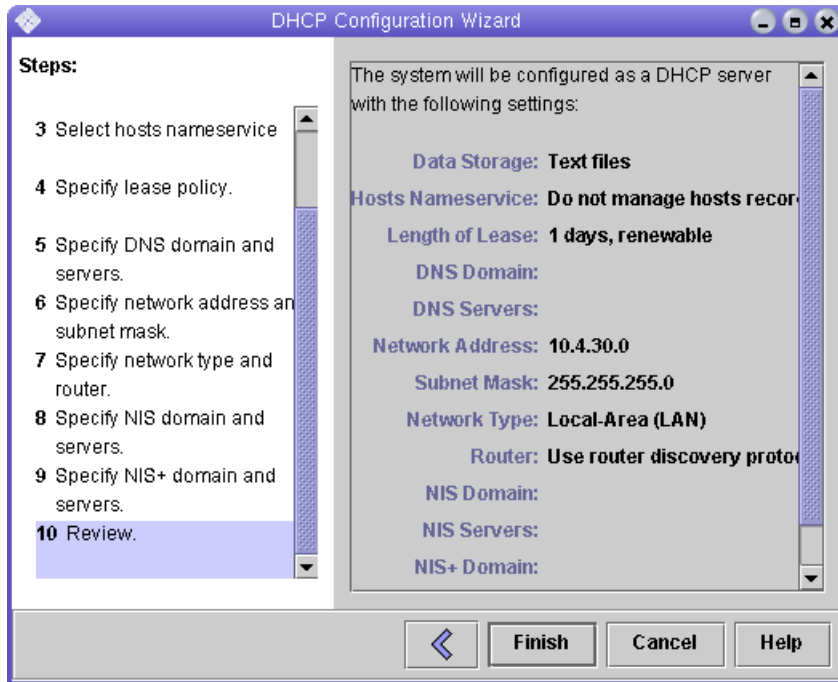 DHCP Configuration Wizard
Steps:
3 Select hosts nameservice
4 Specify lease policy.
5 Specify DNS domain and
servers.
6 Specify network address an
subnet mask.
7 Specify network type and
router.
8 Specify NIS domain and
servers.
9 Specify NIS+ domain and
servers.
10 Review.
The system will be configured as a DHCP server
with the following settings:
Data Storage: Text files
Hosts Nameservice: Do not manage hosts recor
Length of Lease: 1 days, renewable
DNS Domain:
DNS Servers:
Network Address: 10.4.30.0
Subnet Mask: 255.255.255.0
Network Type: Local-Area (LAN)
Router: Use router discovery proto
NIS Domain:
NIS Servers:
NIS+ Domain:
Finish Cancel Help